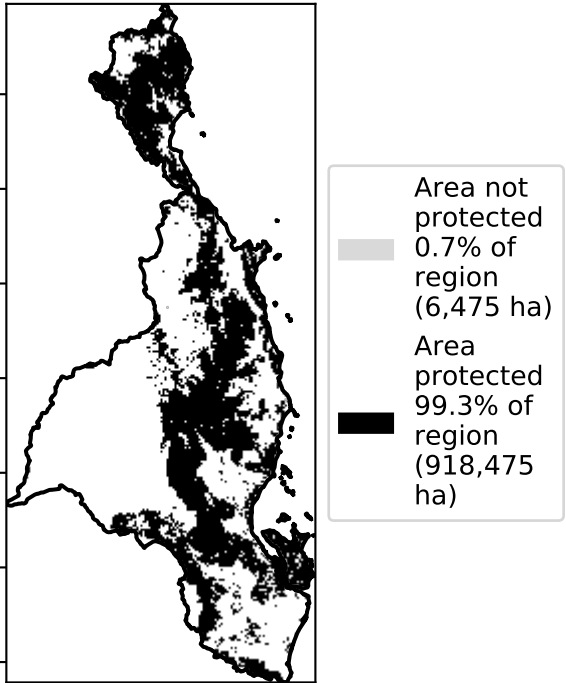 Area not
protected
0.7% of
region
(6,475 ha)
Area
protected
99.3% of
region
(918,475
ha)